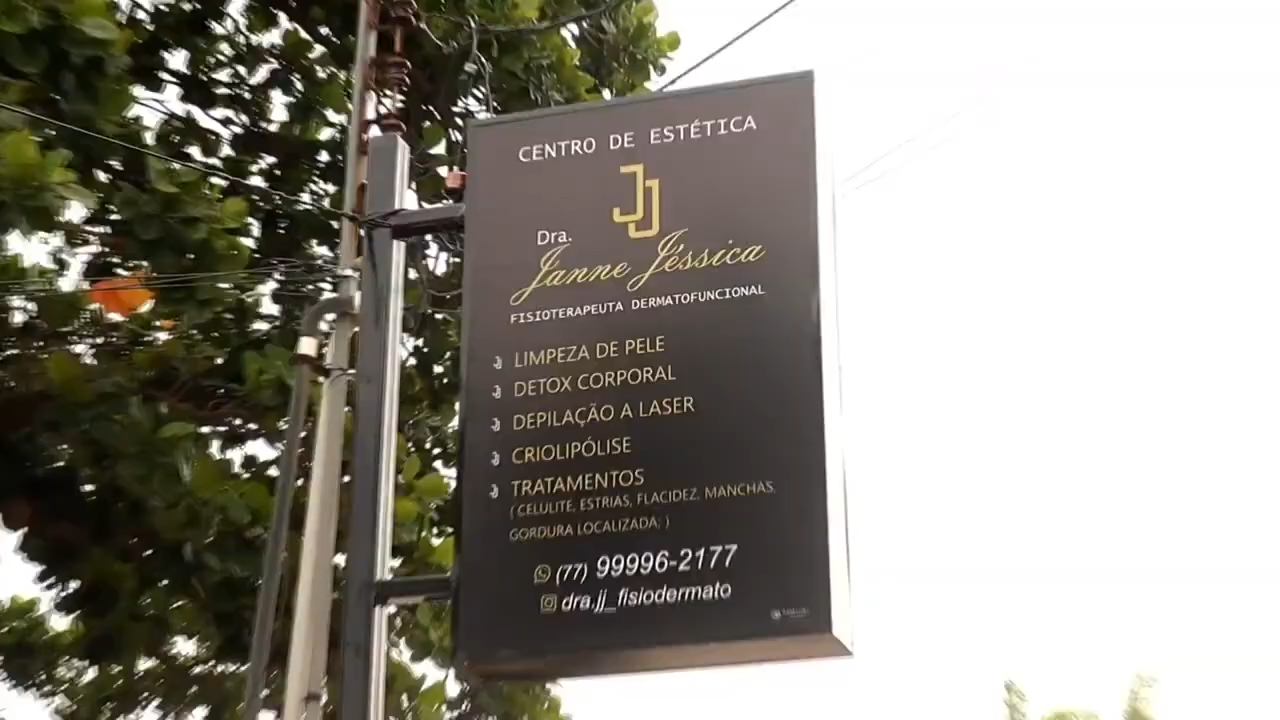 CENTRO DE ESTÉTICA
JJ
Dra.
Janne Jéssica
FISIOTERAPEUTA DERMATOFUNCIONAL
LIMPEZA DE PELE
DETOX CORPORAL
DEPILAÇÃO A LASER
CRIOLIPÓLISE
TRATAMENTOS
( CELULITE, ESTRIAS, FLACIDEZ, MANCHAS,
GORDURA LOCALIZADA; )
(77) 99996-2177
dra.jj_fisiodermato